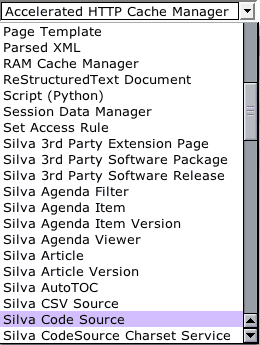 Accelerated HTTP Cache Manager
Page Template
Parsed XML
RAM Cache Manager
ReStructuredText Document
Script (Python)
Session Data Manager
Set Access Rule
Silva 3rd Party Extension Page
Silva 3rd Party Software Package
Silva 3rd Party Software Release
Silva Agenda Filter
Silva Agenda Item
Silva Agenda Item Version
Silva Agenda Viewer
Silva Article
Silva Article Version
Silva AutoTOC
Silva CSV Source
Silva Code Source
Silva CodeSource Charset Service